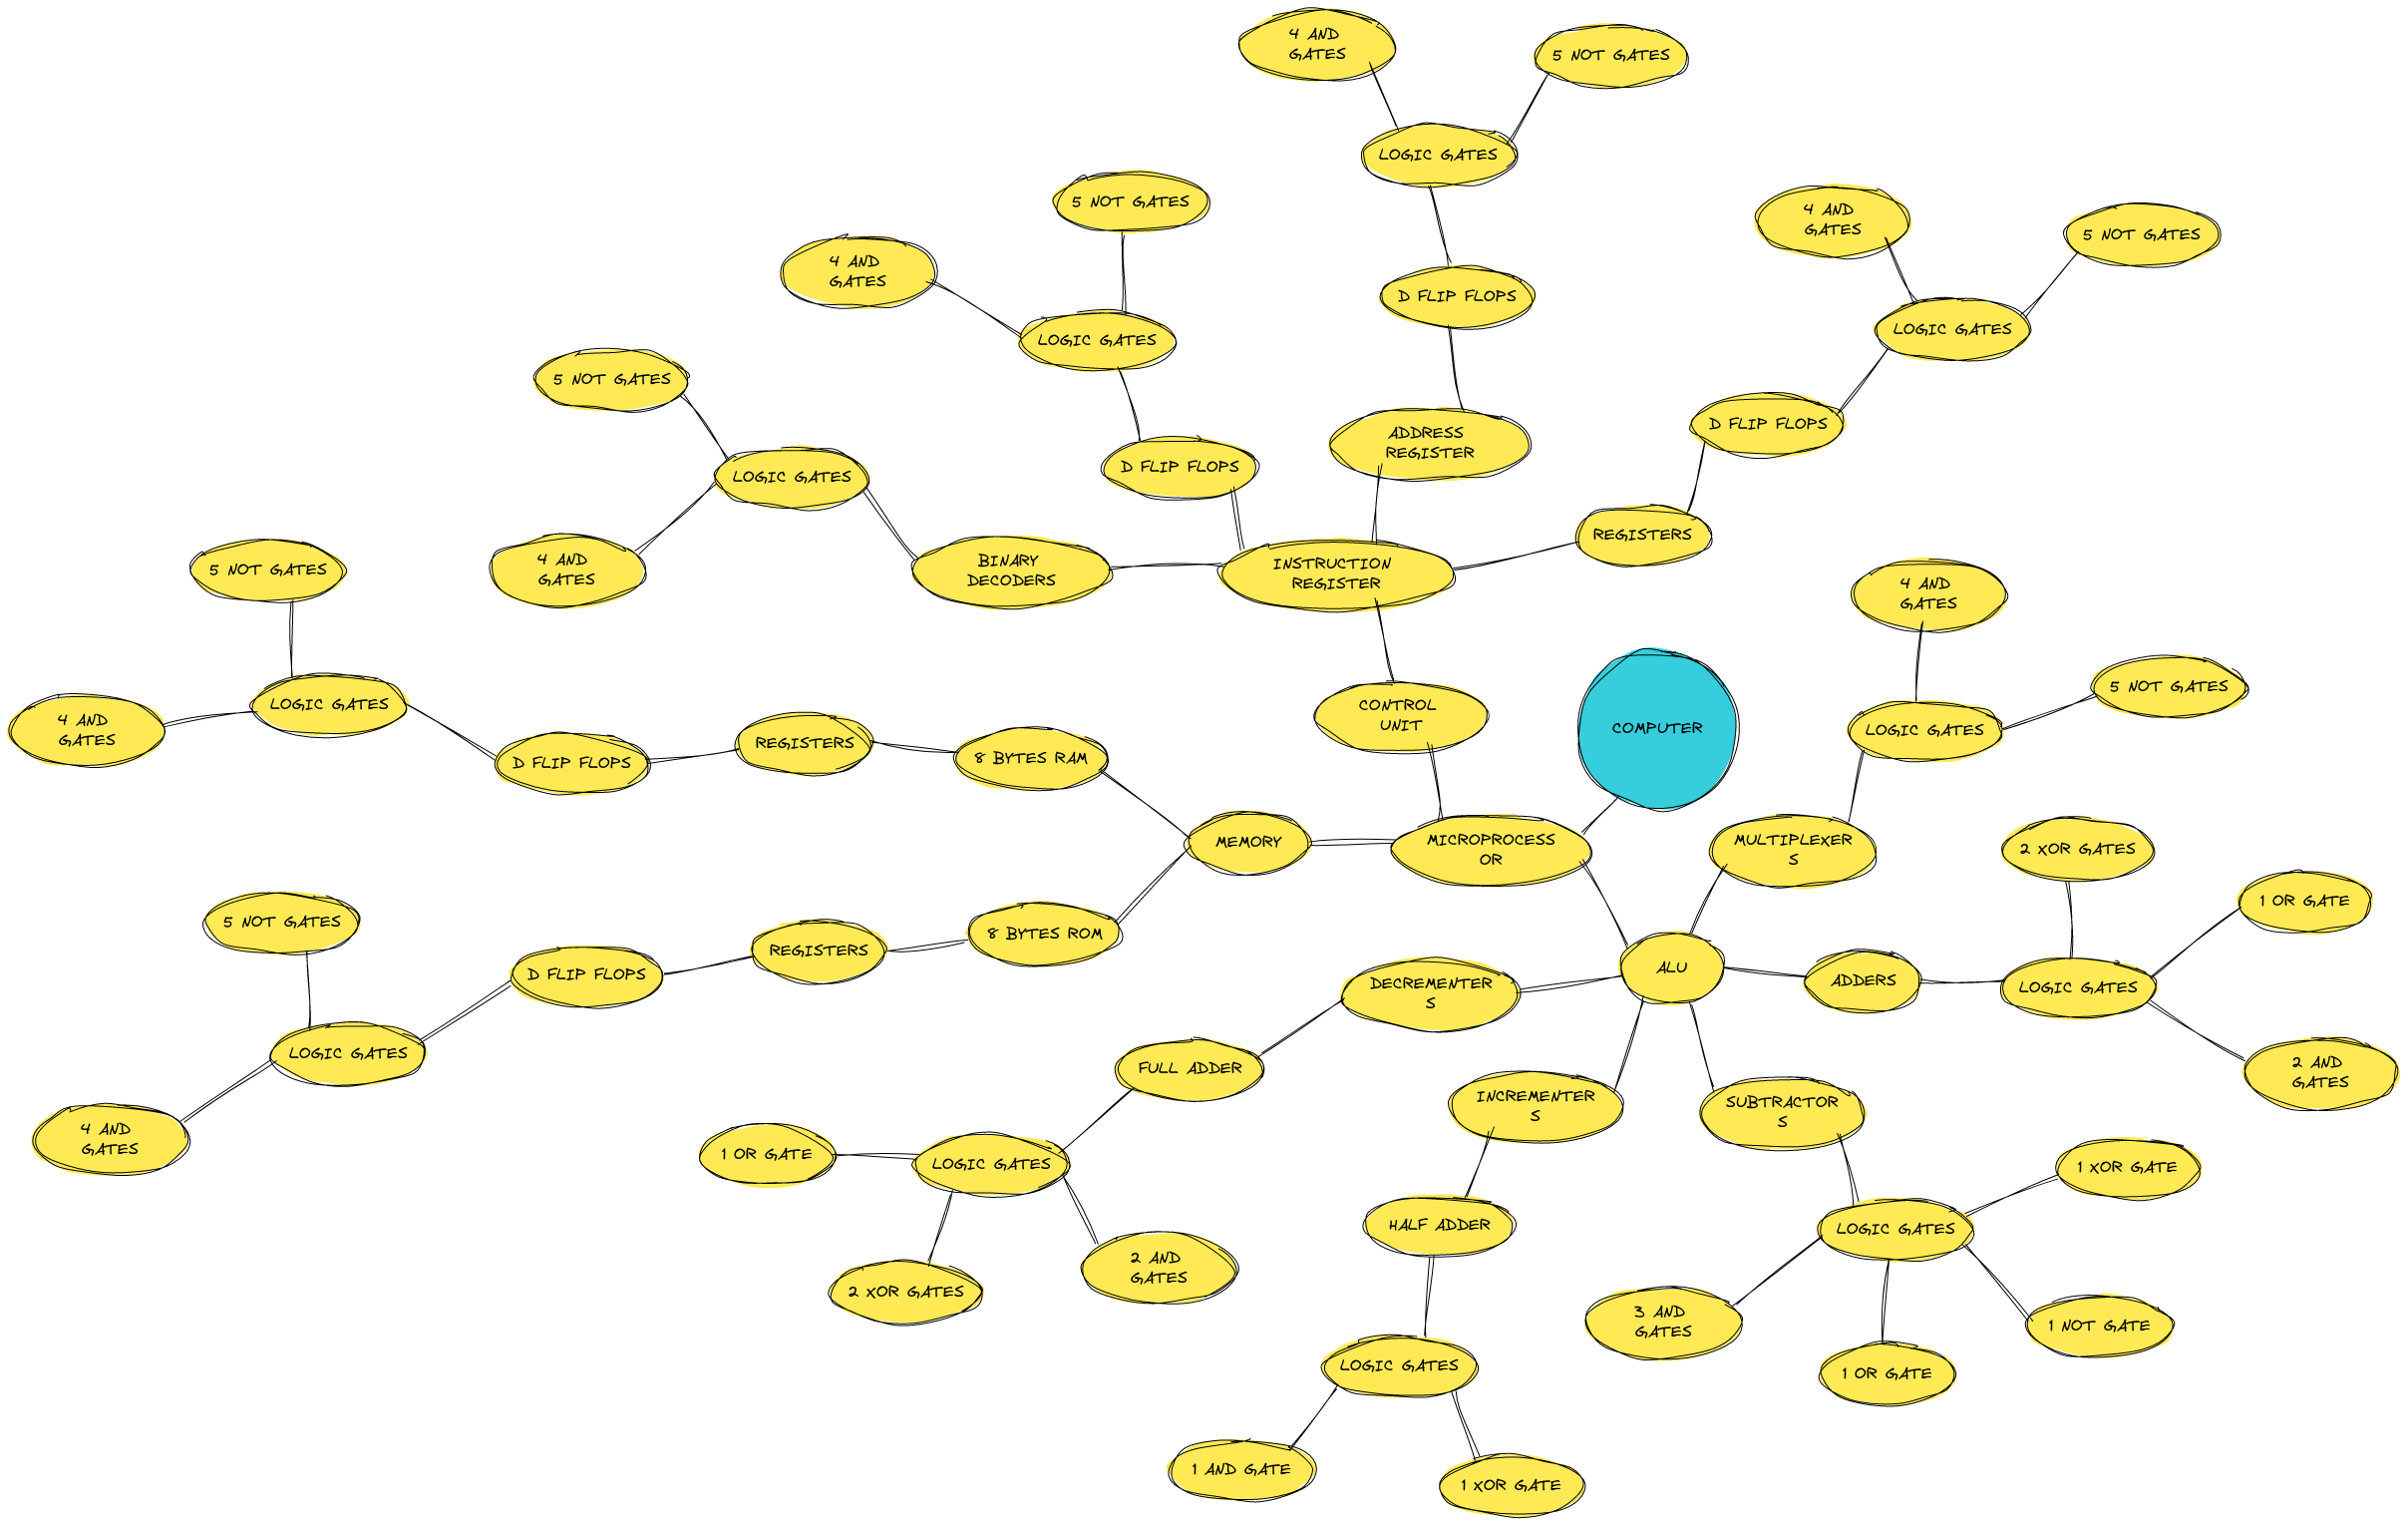 4 AND
GATES
5 NOT GATES
LOGIC GATES
5 NOT GATES
4 AND
GATES
5 NOT GATES
4 AND
GATES
D FLIP FLOPS
LOGIC GATES
LOGIC GATES
5 NOT GATES
D FLIP FLOPS
ADDRESS
REGISTER
D FLIP FLOPS
LOGIC GATES
REGISTERS
5 NOT GATES
4 AND
GATES
BINARY
DECODERS
INSTRUCTION
REGISTER
4 AND
GATES
5 NOT GATES
LOGIC GATES
4 AND
GATES
CONTROL
UNIT
COMPUTER
LOGIC GATES
D FLIP FLOPS
REGISTERS
8 BYTES RAM
MEMORY
MICROPROCESS
OR
MULTIPLEXER
S
2 XOR GATES
1 OR GATE
5 NOT GATES
8 BYTES ROM
REGISTERS
D FLIP FLOPS
ALU
ADDERS
LOGIC GATES
DECREMENTER
S
LOGIC GATES
FULL ADDER
2 AND
GATES
INCREMENTER
S
SUBTRACTOR
S
4 AND
GATES
1 OR GATE
LOGIC GATES
1 XOR GATE
HALF ADDER
LOGIC GATES
2 AND
GATES
2 XOR GATES
3 AND
GATES
1 NOT GATE
LOGIC GATES
1 OR GATE
1 AND GATE
1 XOR GATE